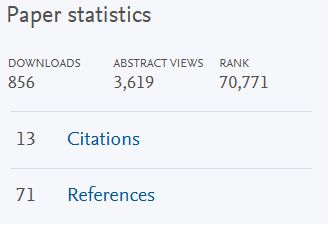 Paper statistics
DOWNLOADS ABSTRACT VIEWS RANK
856 3,619 70,771
13 Citations
71 References